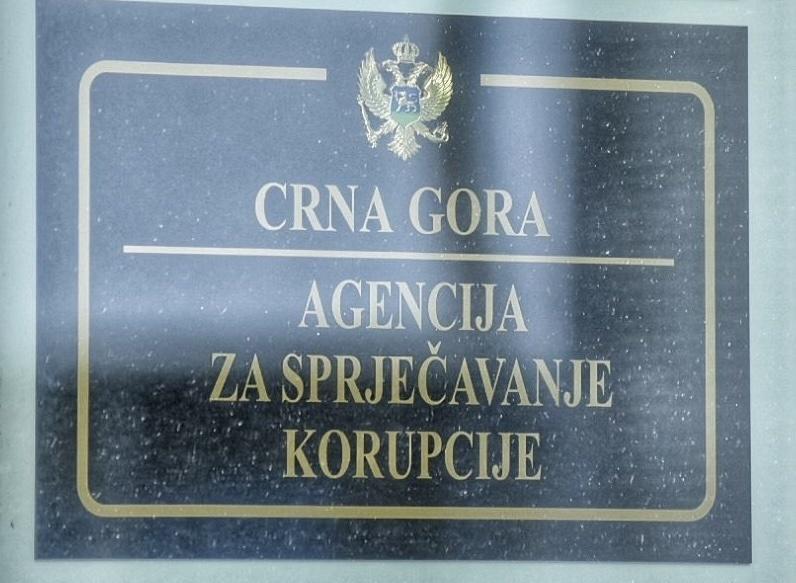 CRNA GORA
AGENCIJA
ZA SPRJEČAVANJE
KORUPCIJE